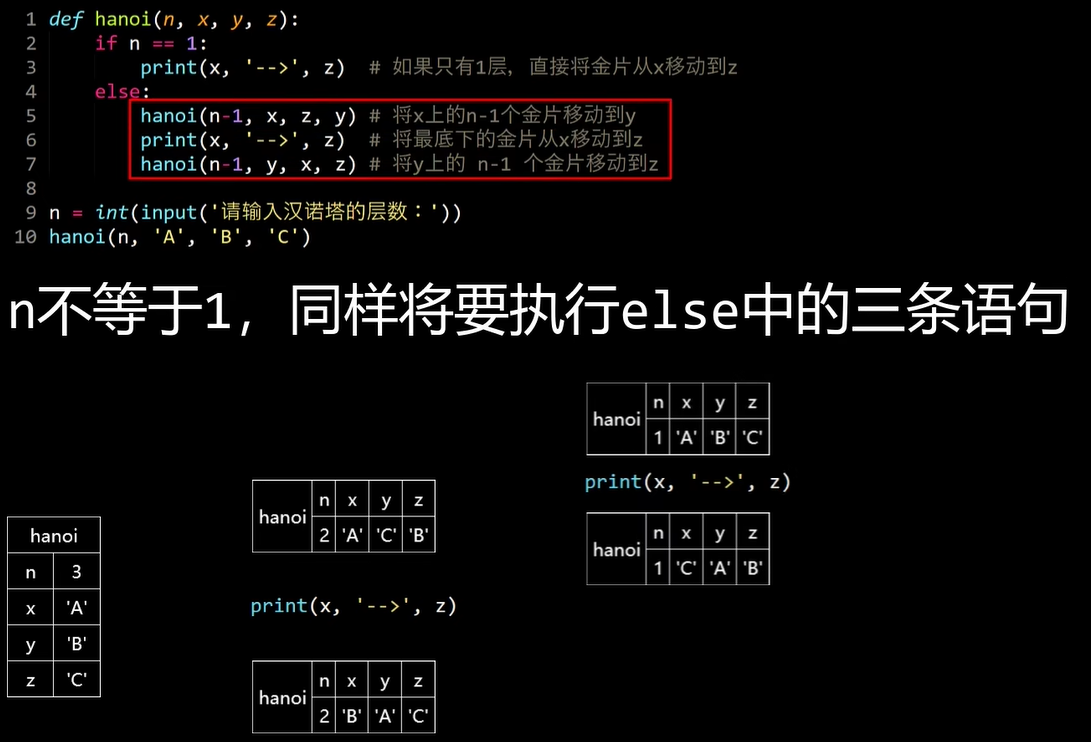 1 def hanoi(n, x, y, z):
2 if n == 1:
3 print(x, '-->', z) # 如果只有1层，直接将金片从x移动到z
4 else:
5 hanoi(n-1, x, z, y) # 将x上的n-1个金片移动到y
6 print(x, '-->', z) # 将最底下的金片从x移动到z
7 hanoi(n-1, y, x, z) # 将y上的 n-1 个金片移动到z
8
9 n = int(input('请输入汉诺塔的层数：'))
10 hanoi(n, 'A', 'B', 'C')
n不等于1，同样将要执行else中的三条语句
hanoi
n 3
x 'A'
y 'B'
z 'C'
n x y z
hanoi
2 'A' 'C' 'B'
print(x, '-->', z)
n x y z
hanoi
2 'B' 'A' 'C'
n x y z
hanoi
1 'A' 'B' 'C'
print(x, '-->', z)
n x y z
hanoi
1 'C' 'A' 'B'